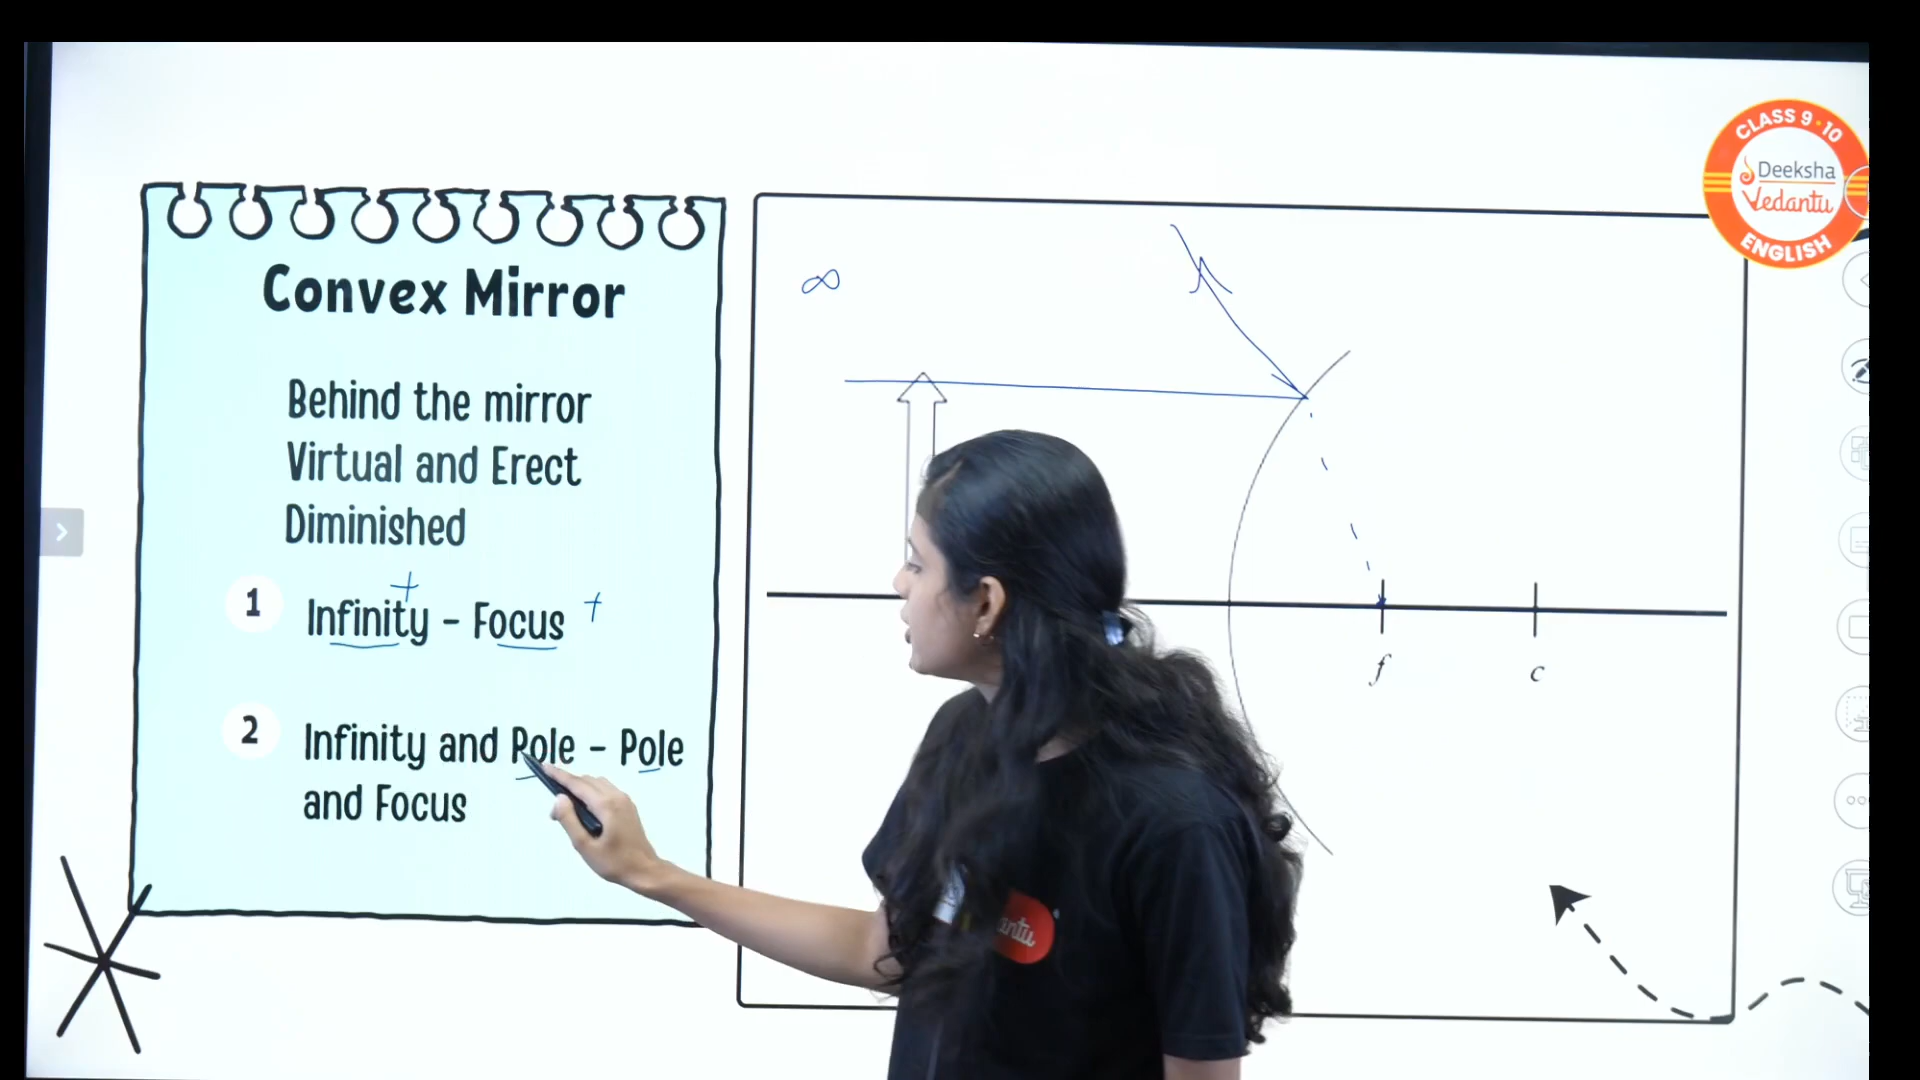 Convex Mirror
Behind the mirror
Virtual and Erect
Diminished
1 Infinity - Focus
+ +
2 Infinity and Pole - Pole
and Focus
∞
f
c
CLASS 9·10
Deeksha
Vedantu
ENGLISH
antu